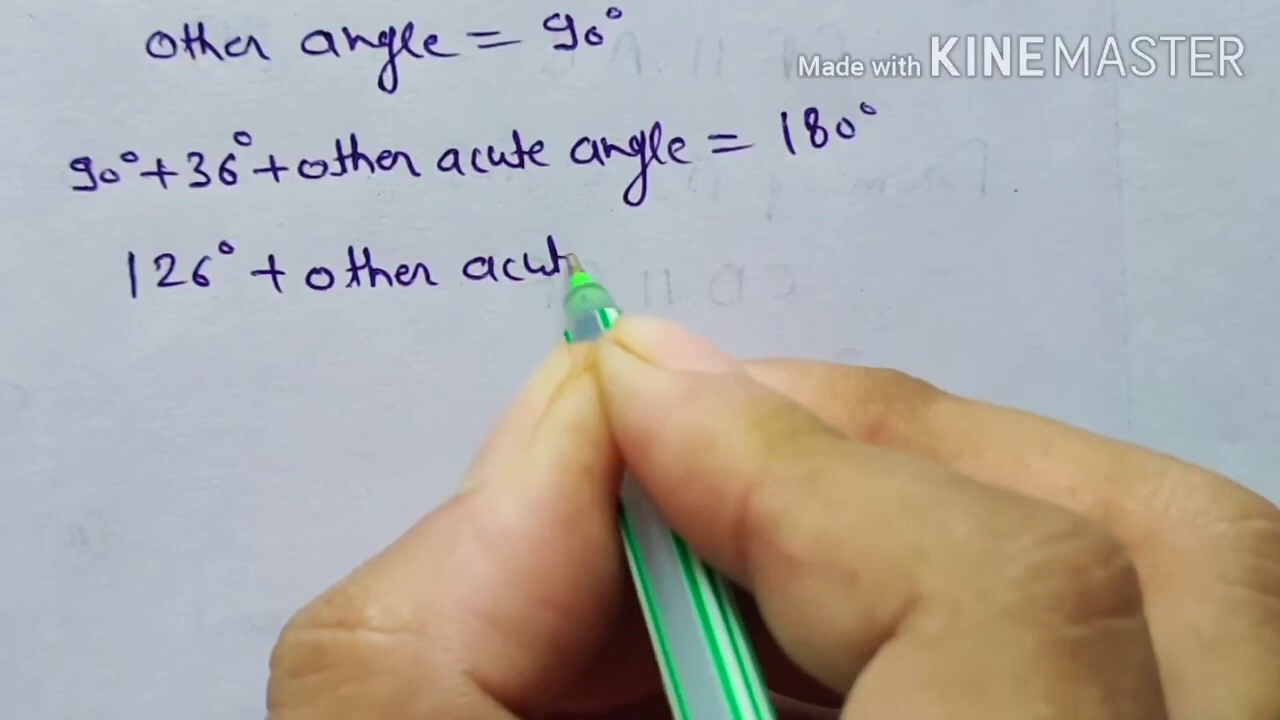 other angle = 90°
Made with KINEMASTER
90° + 36° + other acute angle = 180°
126° + other acut